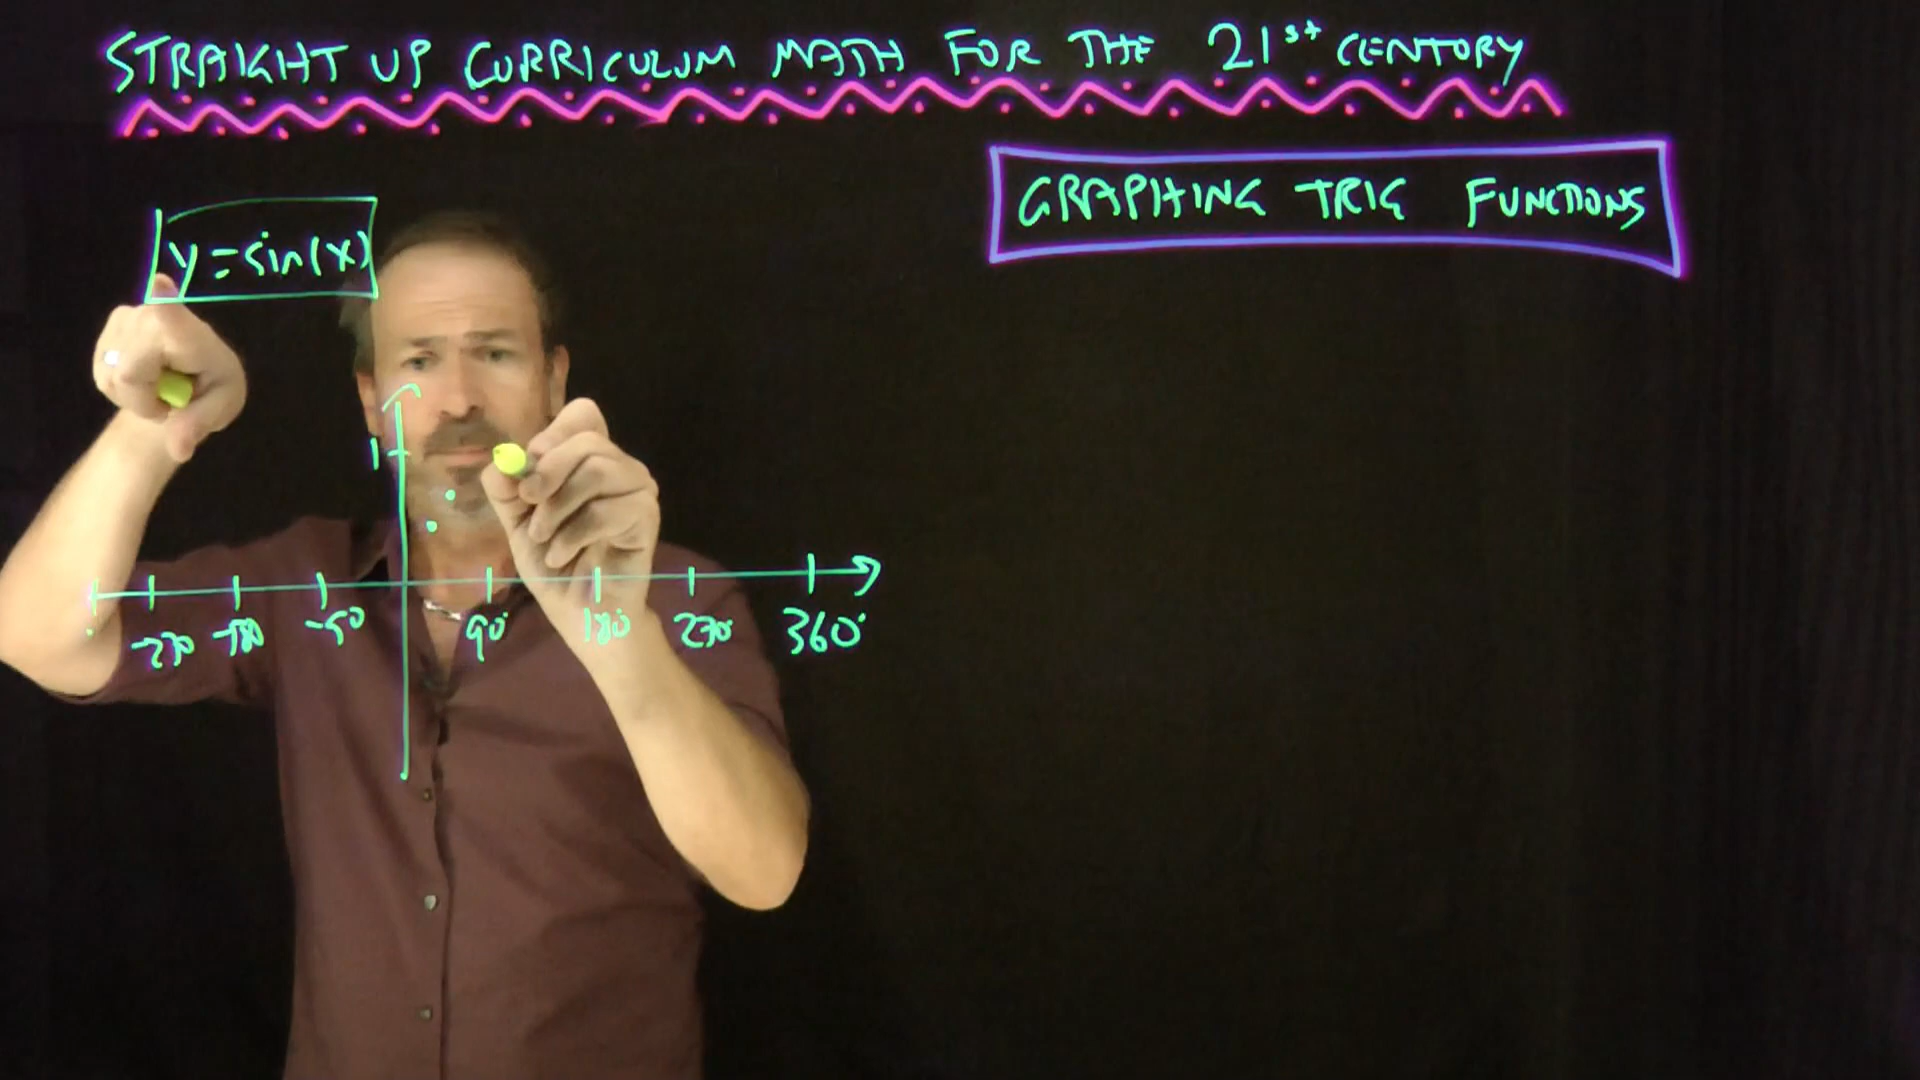 STRAIGHT UP CURRICULUM MATH FOR THE 21st CENTURY
GRAPHING TRIG FUNCTIONS
y=sin(x)
1
-270 -180 -90 90° 180° 270° 360°